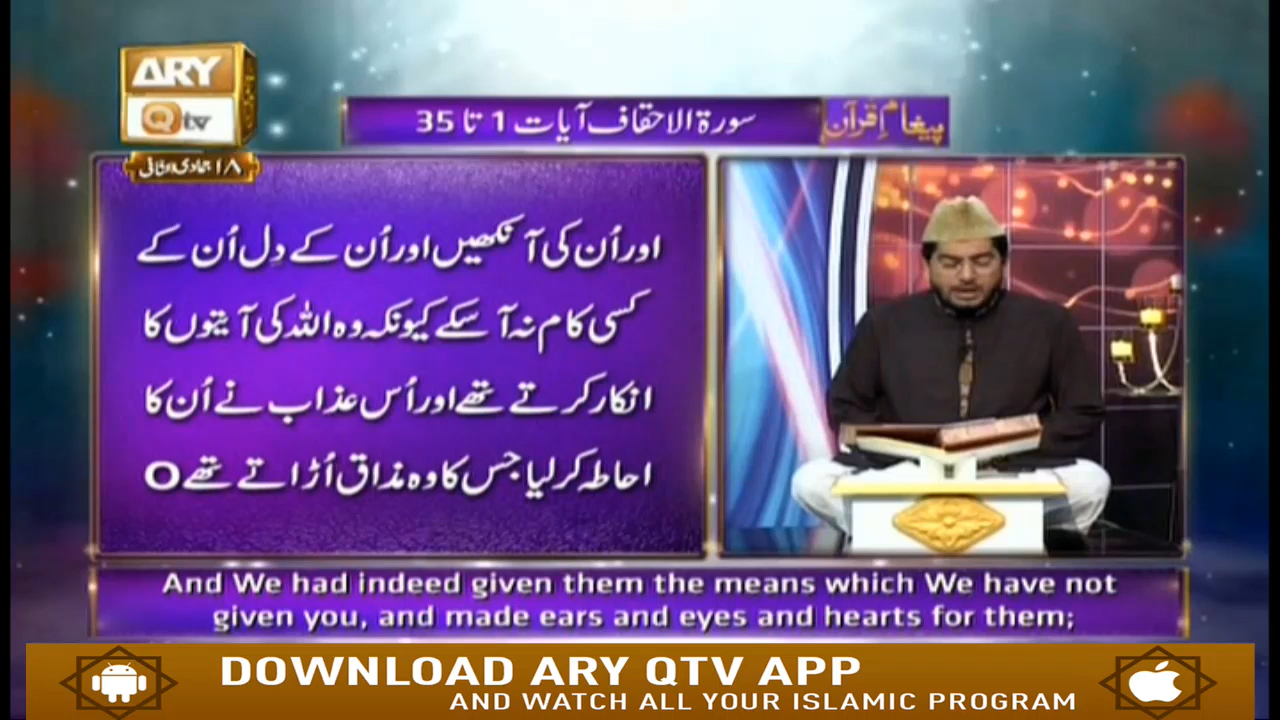 ARY
Qtv
۱۸ جمادی الثانی
پیغامِ قرآن
سورۃ الاحقاف آیات 1 تا 35
اور اُن کی آنکھیں اور اُن کے دِل اُن کے
کسی کام نہ آ سکے کیونکہ وہ اللہ کی آیتوں کا
انکار کرتے تھے اور اُس عذاب نے اُن کا
احاطہ کر لیا جس کا وہ مذاق اُڑاتے تھے O
And We had indeed given them the means which We have not
given you, and made ears and eyes and hearts for them;
DOWNLOAD ARY QTV APP
AND WATCH ALL YOUR ISLAMIC PROGRAM